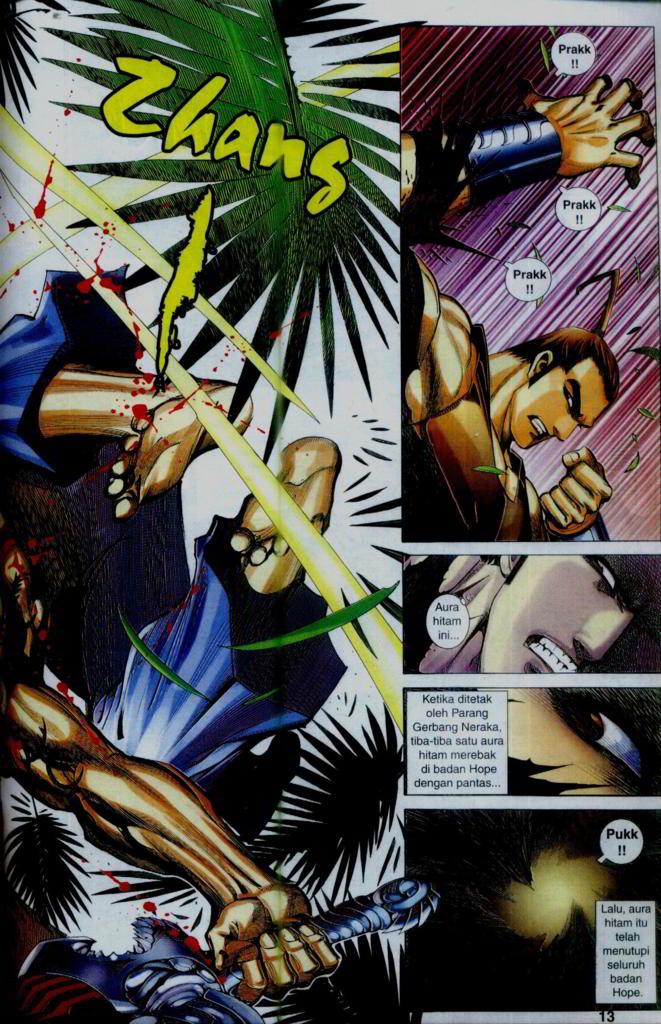 Zhang
!
Prakk
!!
Prakk
!!
Prakk
!!
Aura
hitam
ini...
Ketika ditetak
oleh Parang
Gerbang Neraka,
tiba-tiba satu aura
hitam merebak
di badan Hope
dengan pantas...
Pukk
!!
Lalu, aura
hitam itu
telah
menutupi
seluruh
badan
Hope.
13